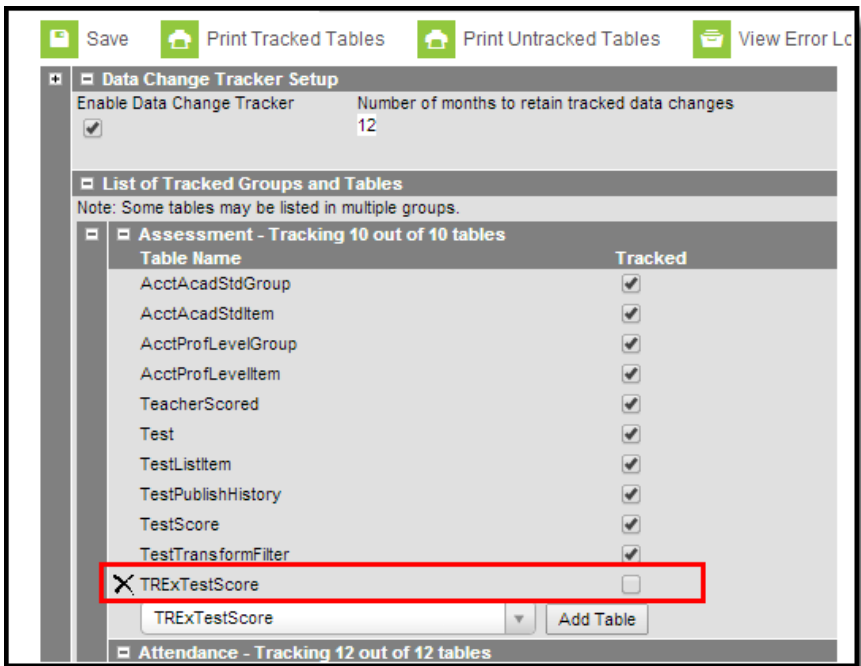 Save Print Tracked Tables Print Untracked Tables View Error Lo
Data Change Tracker Setup
Enable Data Change Tracker Number of months to retain tracked data changes
12
List of Tracked Groups and Tables
Note: Some tables may be listed in multiple groups.
Assessment - Tracking 10 out of 10 tables
Table Name Tracked
AcctAcadStdGroup
AcctAcadStdItem
AcctProfLevelGroup
AcctProfLevelItem
TeacherScored
Test
TestListItem
TestPublishHistory
TestScore
TestTransformFilter
TRExTestScore
TRExTestScore Add Table
Attendance - Tracking 12 out of 12 tables